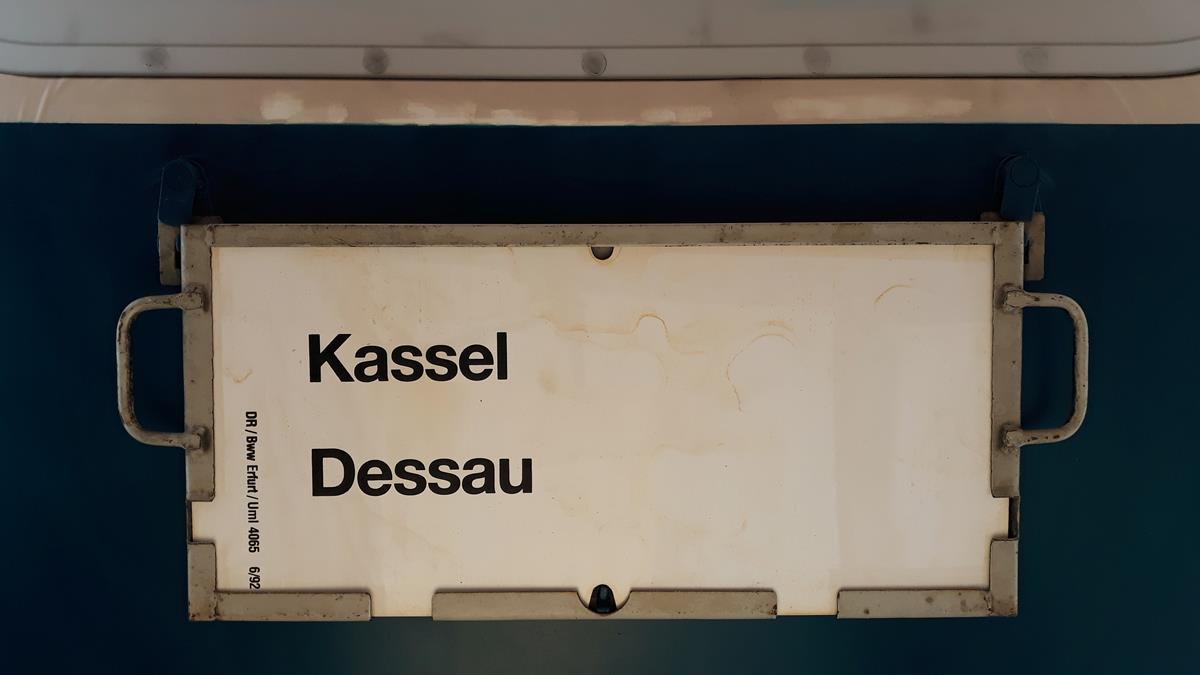 Kassel
Dessau
DR / Bww Erfurt / Uml 4065 6/92